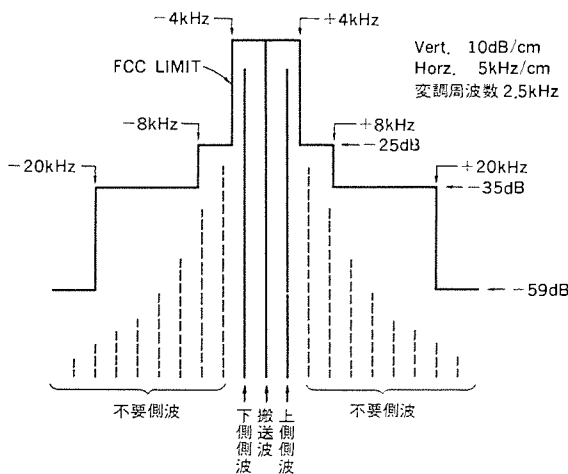 −4kHz
+4kHz
Vert. 10dB/cm
Horz. 5kHz/cm
変調周波数2.5kHz
FCC LIMIT
−8kHz
+8kHz
−25dB
−20kHz
+20kHz
−35dB
−59dB
不要側波
不要側波
下側側波
搬送波
上側側波